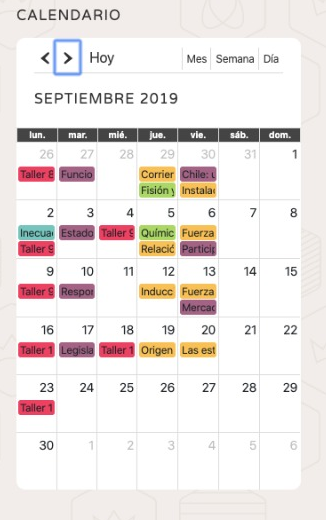 CALENDARIO
Hoy Mes Semana Día
SEPTIEMBRE 2019
lun. mar. mié. jue. vie. sáb. dom.
26 27 28 29 30 31 1
Taller 8 Funcio Corrier Chile: u
Fisión y Instala
2 3 4 5 6 7 8
Inecua Estado Taller 9 Químic Fuerza
Taller 9 Relació Particip
9 10 11 12 13 14 15
Taller 9 Respor Inducc Fuerza
Mercad
16 17 18 19 20 21 22
Taller 1 Legisla Taller 1 Origen Las est
23 24 25 26 27 28 29
Taller 1
30 1 2 3 4 5 6